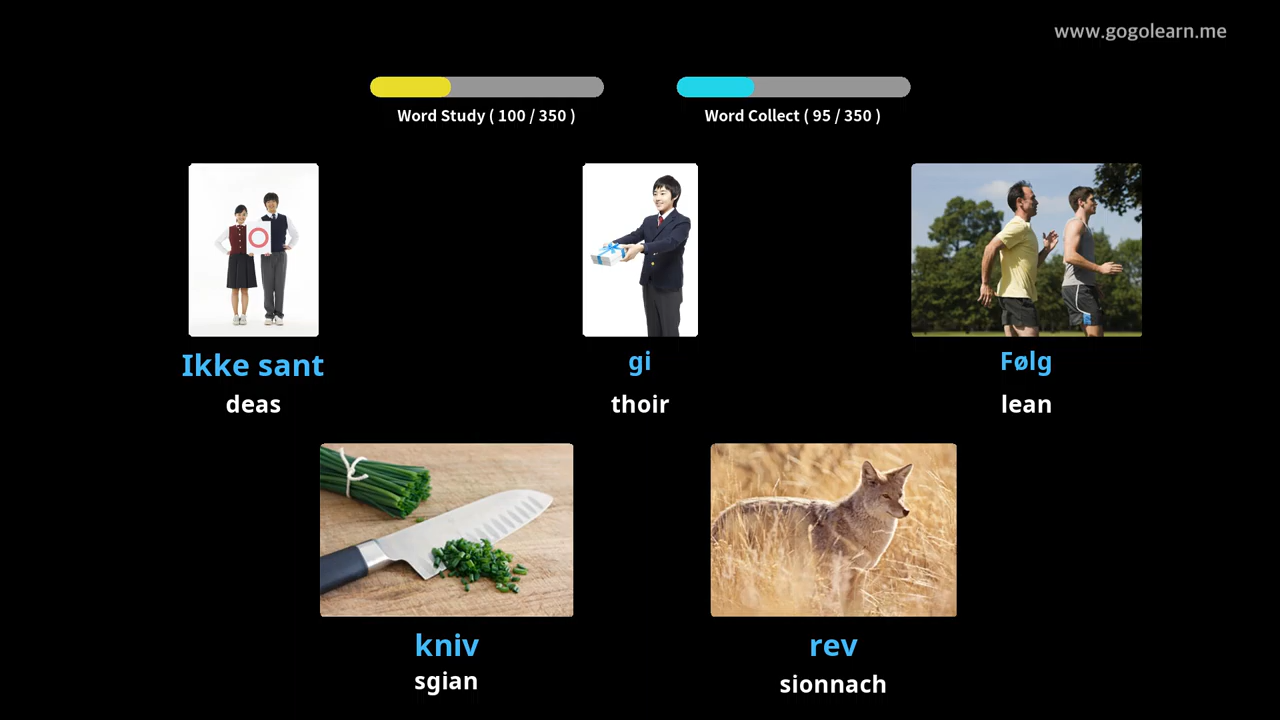 www.gogolearn.me
Word Study ( 100 / 350 )
Word Collect ( 95 / 350 )
Ikke sant
deas
gi
thoir
Følg
lean
kniv
sgian
rev
sionnach